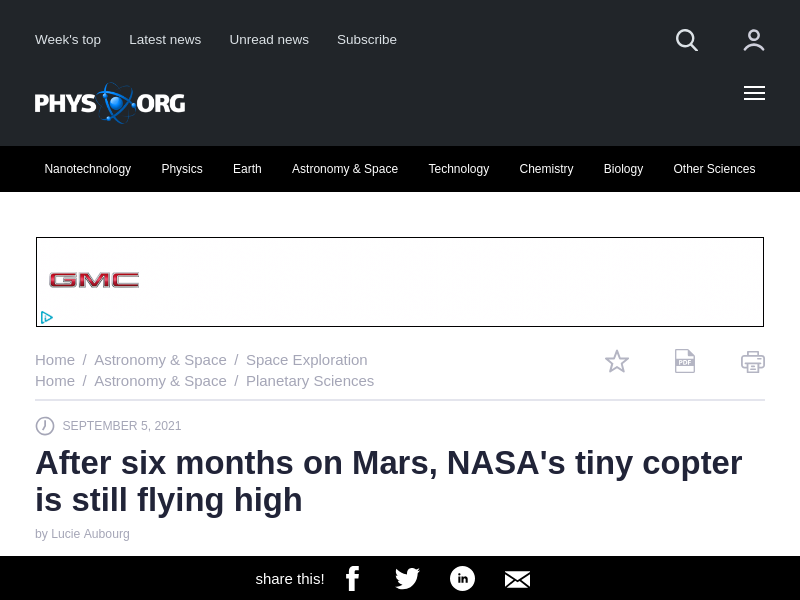 Week's top Latest news Unread news Subscribe
PHYS ORG
Nanotechnology Physics Earth Astronomy & Space Technology Chemistry Biology Other Sciences
GMC
Home / Astronomy & Space / Space Exploration
Home / Astronomy & Space / Planetary Sciences
PDF
SEPTEMBER 5, 2021
After six months on Mars, NASA's tiny copter
is still flying high
by Lucie Aubourg
share this!
in